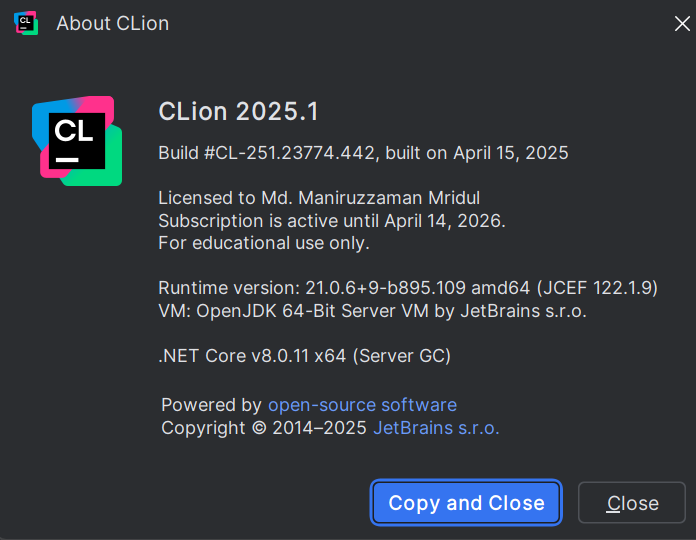 CL
About CLion
CL
CLion 2025.1
Build #CL-251.23774.442, built on April 15, 2025
Licensed to Md. Maniruzzaman Mridul
Subscription is active until April 14, 2026.
For educational use only.
Runtime version: 21.0.6+9-b895.109 amd64 (JCEF 122.1.9)
VM: OpenJDK 64-Bit Server VM by JetBrains s.r.o.
.NET Core v8.0.11 x64 (Server GC)
Powered by open-source software
Copyright © 2014–2025 JetBrains s.r.o.
Copy and Close
Close